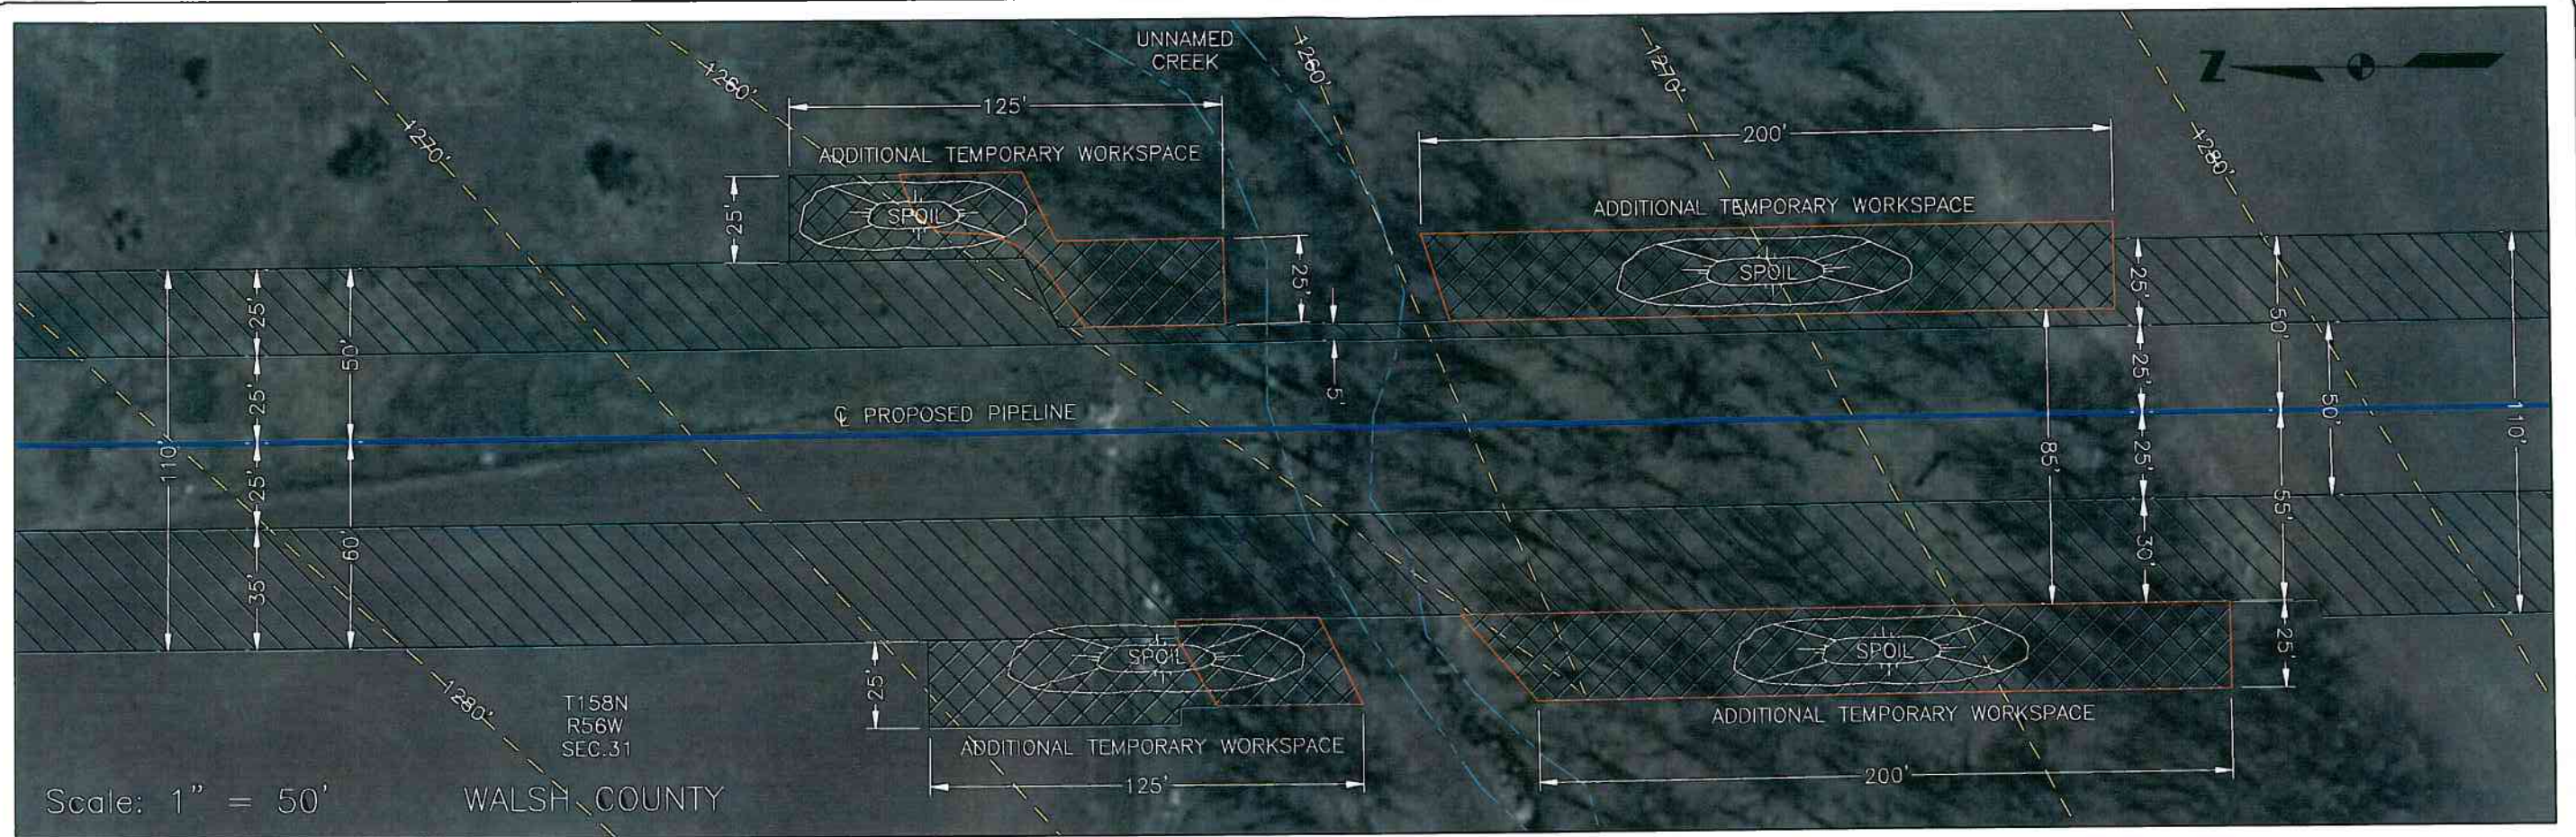 UNNAMED
CREEK
1260'
1260'
1270'
1270'
1280'
N
125'
200'
ADDITIONAL TEMPORARY WORKSPACE
ADDITIONAL TEMPORARY WORKSPACE
25'
SPOIL
SPOIL
25'
25'
25'
50'
50'
110'
5'
25'
25'
50'
℄ PROPOSED PIPELINE
110'
25'
25'
85'
35'
60'
30'
55'
SPOIL
SPOIL
25'
25'
1280'
T158N
R56W
SEC.31
ADDITIONAL TEMPORARY WORKSPACE
ADDITIONAL TEMPORARY WORKSPACE
125'
200'
Scale: 1" = 50'
WALSH COUNTY